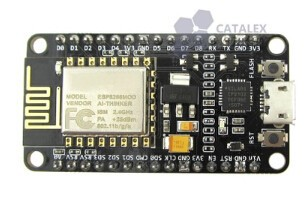 CATALEX
D0 D1 D2 D3 D4 3V3 GND D5 D6 D7 D8 RX TX GND 3V3
FLASH
MODEL ESP8266MOD
VENDOR AI-THINKER
ISM 2.4GHz
PA +25dBm
802.11b/g/n
FC
RST
A0 RSV RSV SD3 SD2 SD1 CMD SD0 CLK GND 3V3 EN RST GND Vin